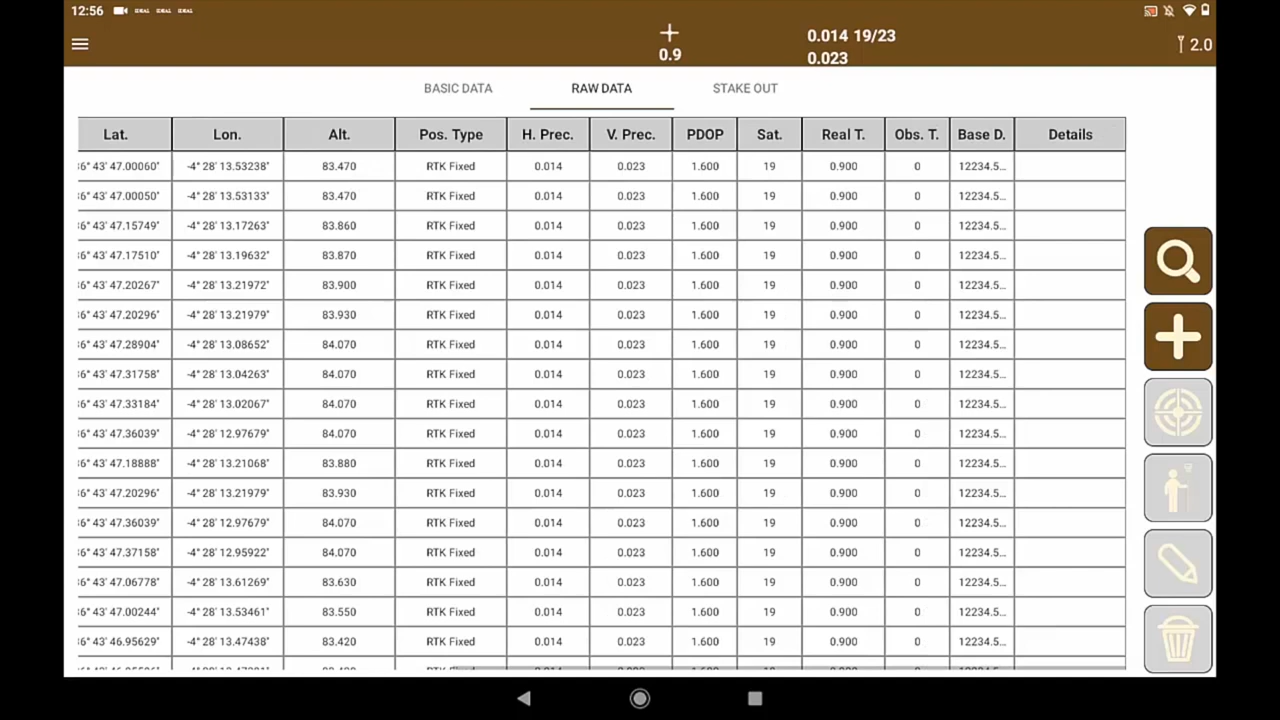 12:56
0.9
0.014 19/23
0.023
2.0
BASIC DATA RAW DATA STAKE OUT
Lat. Lon. Alt. Pos. Type H. Prec. V. Prec. PDOP Sat. Real T. Obs. T. Base D. Details
6° 43' 47.00060" -4° 28' 13.53238" 83.470 RTK Fixed 0.014 0.023 1.600 19 0.900 0 12234.5...
6° 43' 47.00050" -4° 28' 13.53133" 83.470 RTK Fixed 0.014 0.023 1.600 19 0.900 0 12234.5...
6° 43' 47.15749" -4° 28' 13.17263" 83.860 RTK Fixed 0.014 0.023 1.600 19 0.900 0 12234.5...
6° 43' 47.17510" -4° 28' 13.19632" 83.870 RTK Fixed 0.014 0.023 1.600 19 0.900 0 12234.5...
6° 43' 47.20267" -4° 28' 13.21972" 83.900 RTK Fixed 0.014 0.023 1.600 19 0.900 0 12234.5...
6° 43' 47.20296" -4° 28' 13.21979" 83.930 RTK Fixed 0.014 0.023 1.600 19 0.900 0 12234.5...
6° 43' 47.28904" -4° 28' 13.08652" 84.070 RTK Fixed 0.014 0.023 1.600 19 0.900 0 12234.5...
6° 43' 47.31758" -4° 28' 13.04263" 84.070 RTK Fixed 0.014 0.023 1.600 19 0.900 0 12234.5...
6° 43' 47.33184" -4° 28' 13.02067" 84.070 RTK Fixed 0.014 0.023 1.600 19 0.900 0 12234.5...
6° 43' 47.36039" -4° 28' 12.97679" 84.070 RTK Fixed 0.014 0.023 1.600 19 0.900 0 12234.5...
6° 43' 47.18888" -4° 28' 13.21068" 83.880 RTK Fixed 0.014 0.023 1.600 19 0.900 0 12234.5...
6° 43' 47.20296" -4° 28' 13.21979" 83.930 RTK Fixed 0.014 0.023 1.600 19 0.900 0 12234.5...
6° 43' 47.36039" -4° 28' 12.97679" 84.070 RTK Fixed 0.014 0.023 1.600 19 0.900 0 12234.5...
6° 43' 47.37158" -4° 28' 12.95922" 84.070 RTK Fixed 0.014 0.023 1.600 19 0.900 0 12234.5...
6° 43' 47.06778" -4° 28' 13.61269" 83.630 RTK Fixed 0.014 0.023 1.600 19 0.900 0 12234.5...
6° 43' 47.00244" -4° 28' 13.53461" 83.550 RTK Fixed 0.014 0.023 1.600 19 0.900 0 12234.5...
6° 43' 46.95629" -4° 28' 13.47438" 83.420 RTK Fixed 0.014 0.023 1.600 19 0.900 0 12234.5...